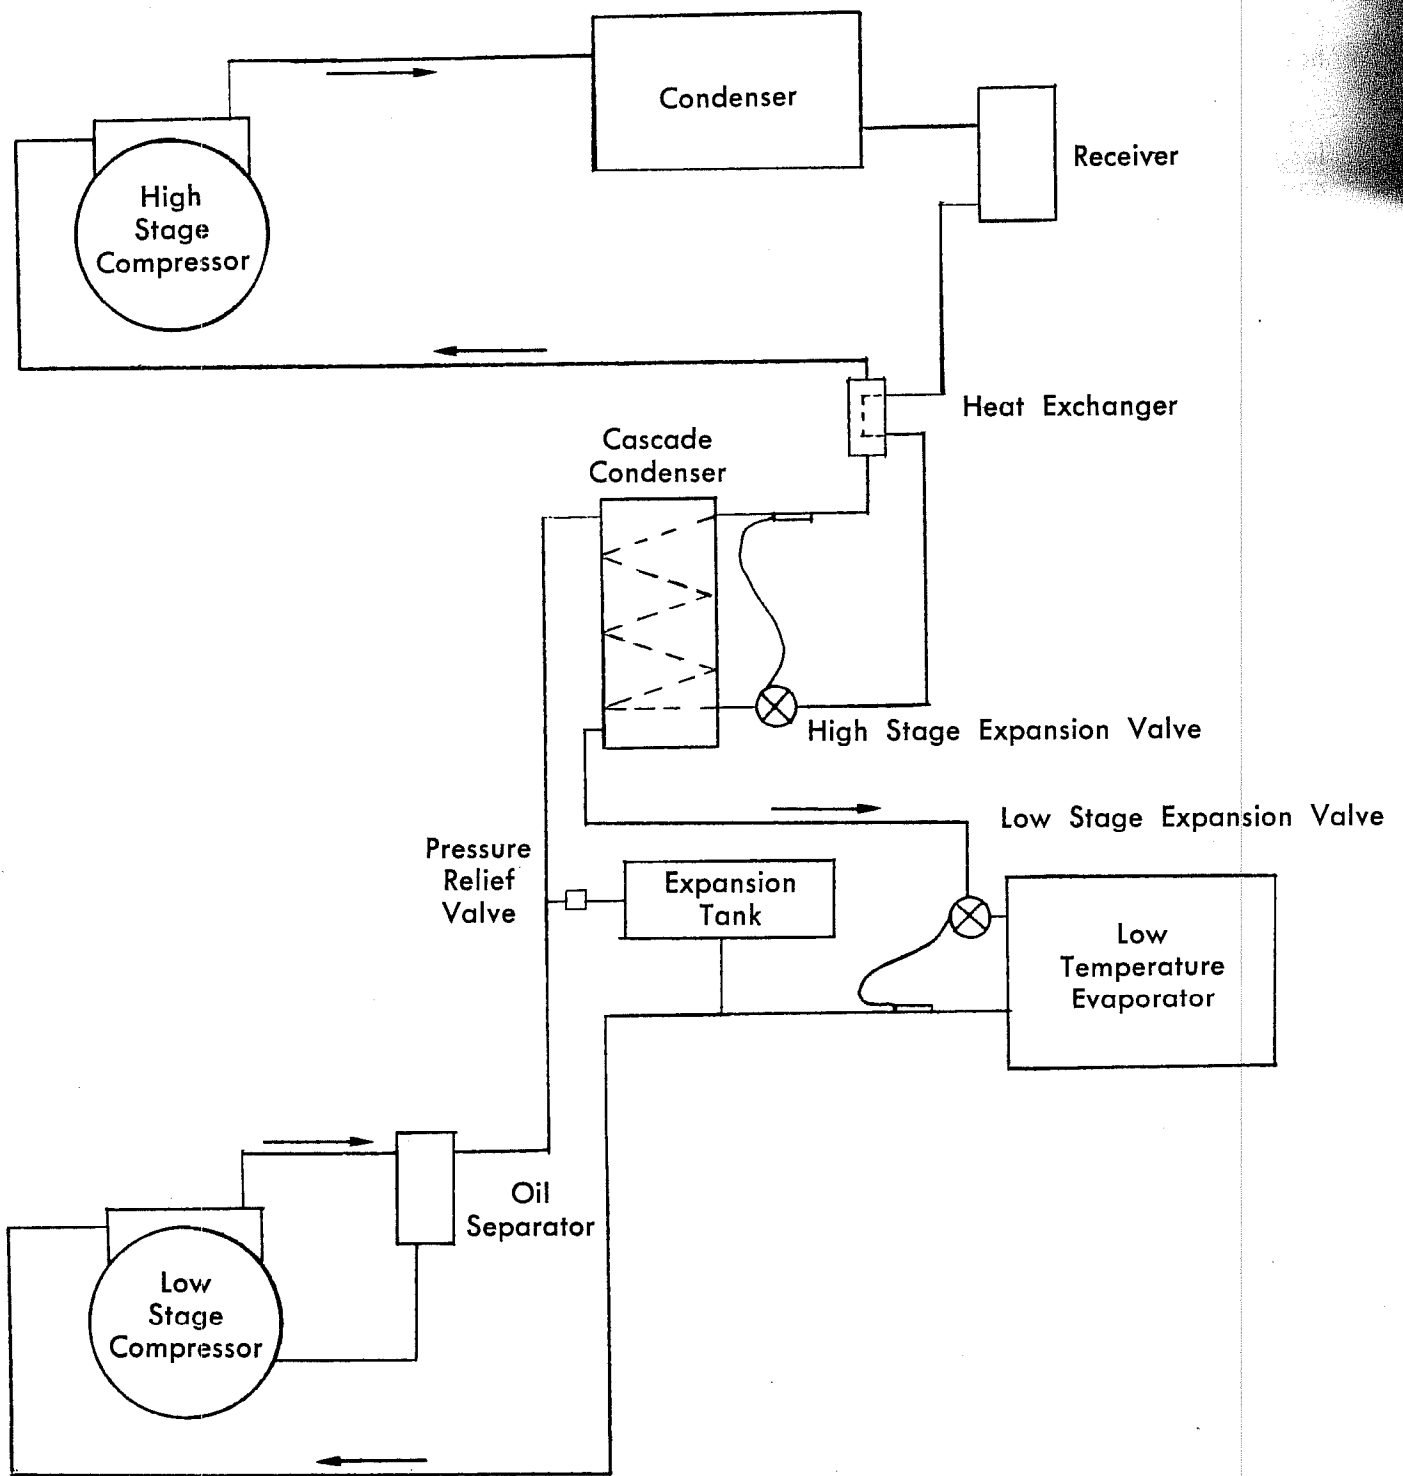 Condenser
Receiver
High
Stage
Compressor
Heat Exchanger
Cascade
Condenser
High Stage Expansion Valve
Low Stage Expansion Valve
Pressure
Relief
Valve
Expansion
Tank
Low
Temperature
Evaporator
Oil
Separator
Low
Stage
Compressor